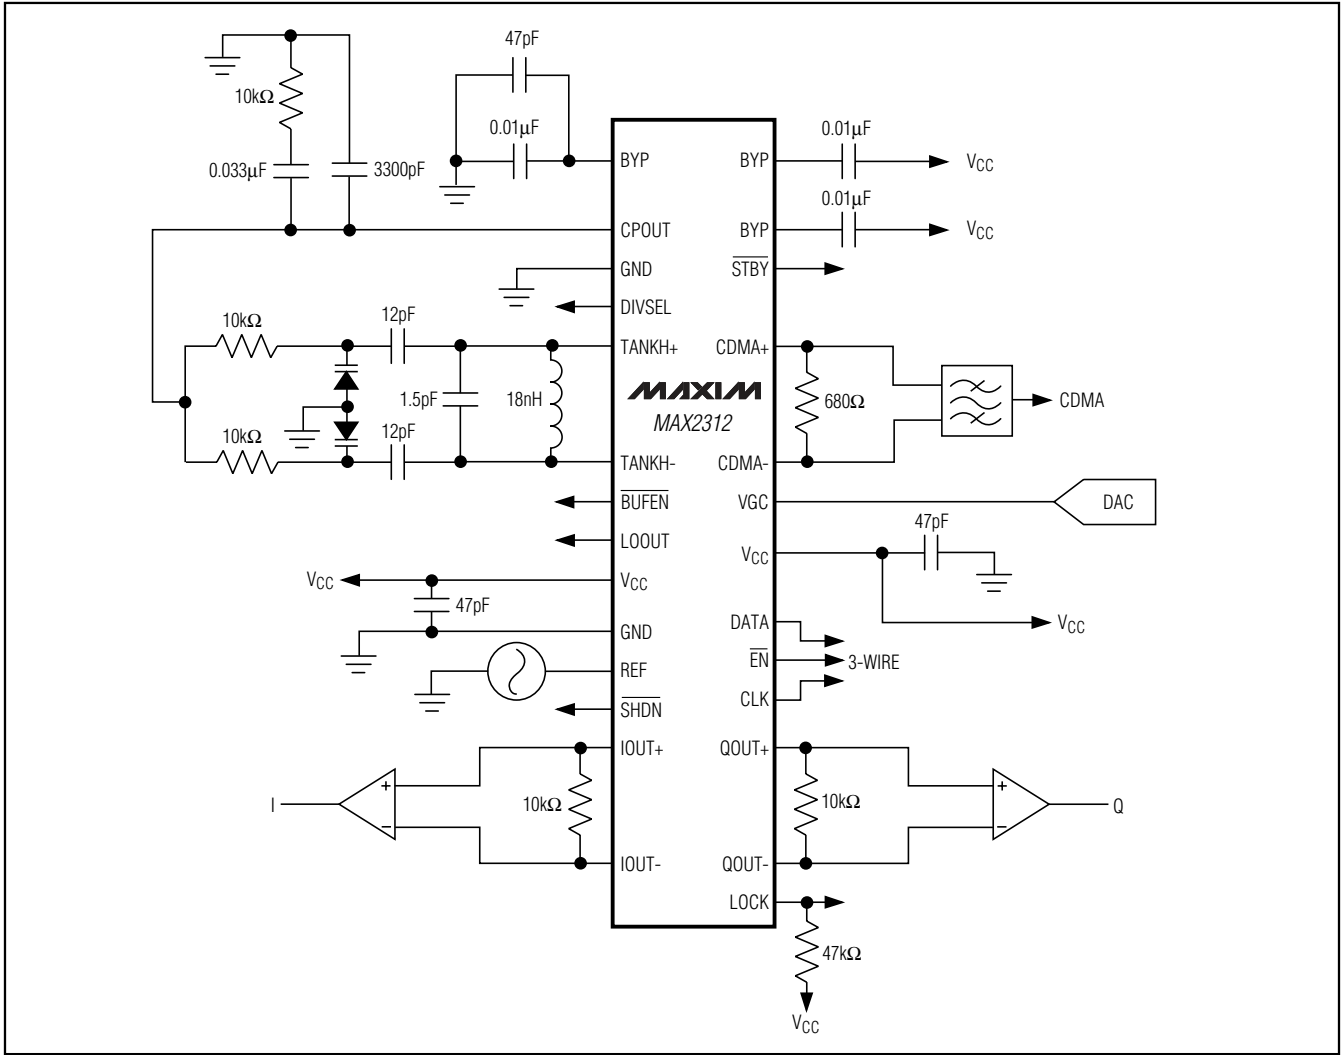 47pF
10kΩ
0.01µF
0.01µF
0.033µF
3300pF
BYP
BYP
VCC
0.01µF
CPOUT
BYP
VCC
GND
STBY
DIVSEL
10kΩ
12pF
TANKH+
CDMA+
MAXIM
1.5pF
18nH
680Ω
CDMA
MAX2312
10kΩ
12pF
TANKH-
CDMA-
BUFEN
VGC
DAC
47pF
LOOUT
VCC
VCC
VCC
47pF
DATA
VCC
GND
EN
3-WIRE
REF
CLK
SHDN
IOUT+
QOUT+
+
+
I
10kΩ
10kΩ
Q
−
−
IOUT-
QOUT-
LOCK
47kΩ
VCC